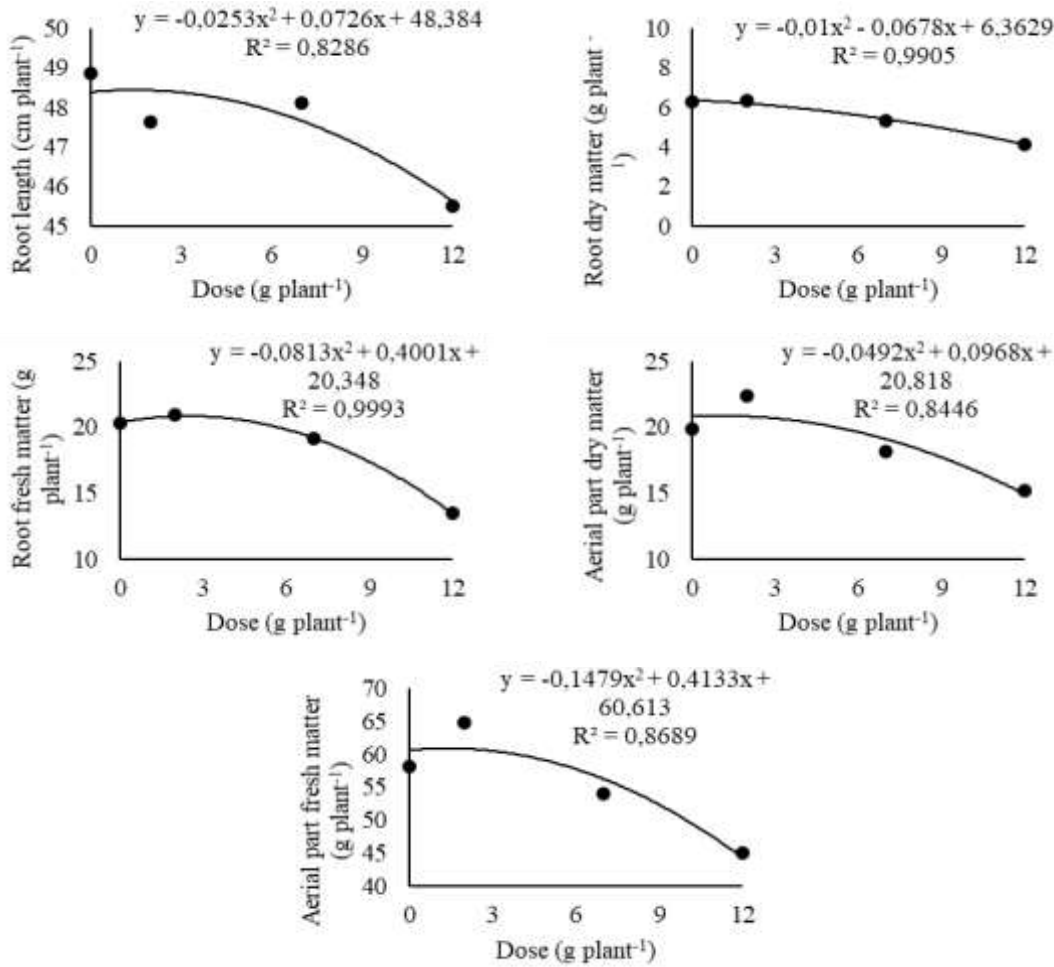 y = -0,0253x² + 0,0726x + 48,384
R² = 0,8286
Root length (cm plant⁻¹)
50
49
48
47
46
45
0 3 6 9 12
Dose (g plant⁻¹)
y = -0,01x² - 0,0678x + 6,3629
R² = 0,9905
Root dry matter (g plant⁻
¹)
10
8
6
4
2
0
0 3 6 9 12
Dose (g plant⁻¹)
y = -0,0813x² + 0,4001x +
20,348
R² = 0,9993
Root fresh matter (g
plant⁻¹)
25
20
15
10
0 3 6 9 12
Dose (g plant⁻¹)
y = -0,0492x² + 0,0968x +
20,818
R² = 0,8446
Aerial part dry matter
(g plant⁻¹)
25
20
15
10
0 3 6 9 12
Dose (g plant⁻¹)
y = -0,1479x² + 0,4133x +
60,613
R² = 0,8689
Aerial part fresh matter
(g plant⁻¹)
70
65
60
55
50
45
40
0 3 6 9 12
Dose (g plant⁻¹)